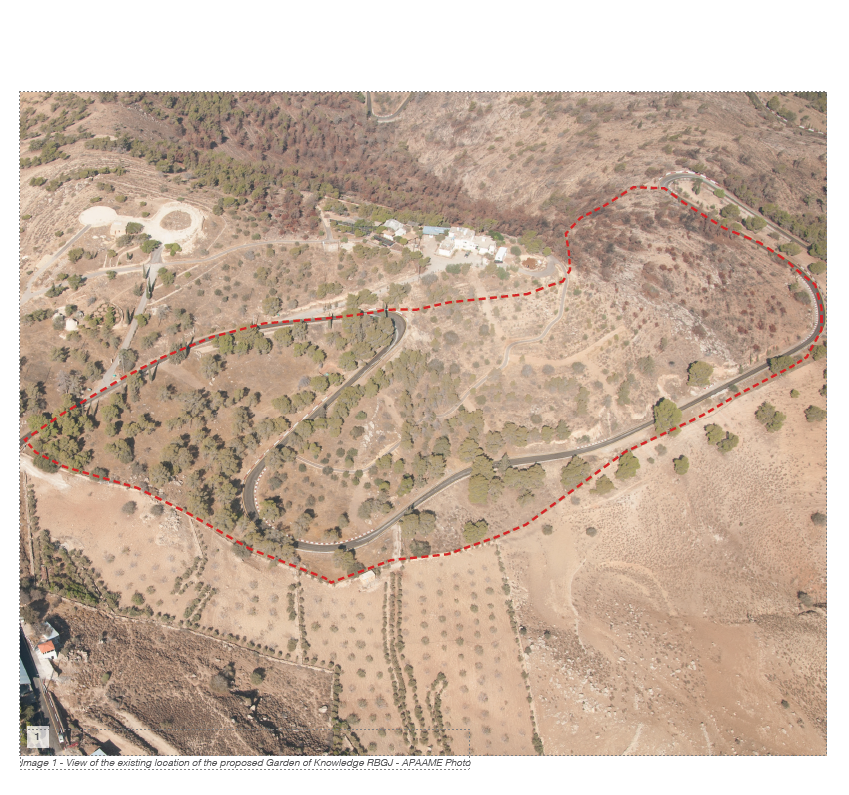 1
Image 1 - View of the existing location of the proposed Garden of Knowledge RBGJ - APAAME Photo